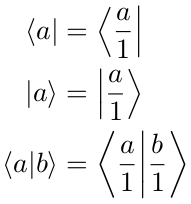 ⟨a| = ⟨a/1|
|a⟩ = |a/1⟩
⟨a|b⟩ = ⟨a/1|b/1⟩